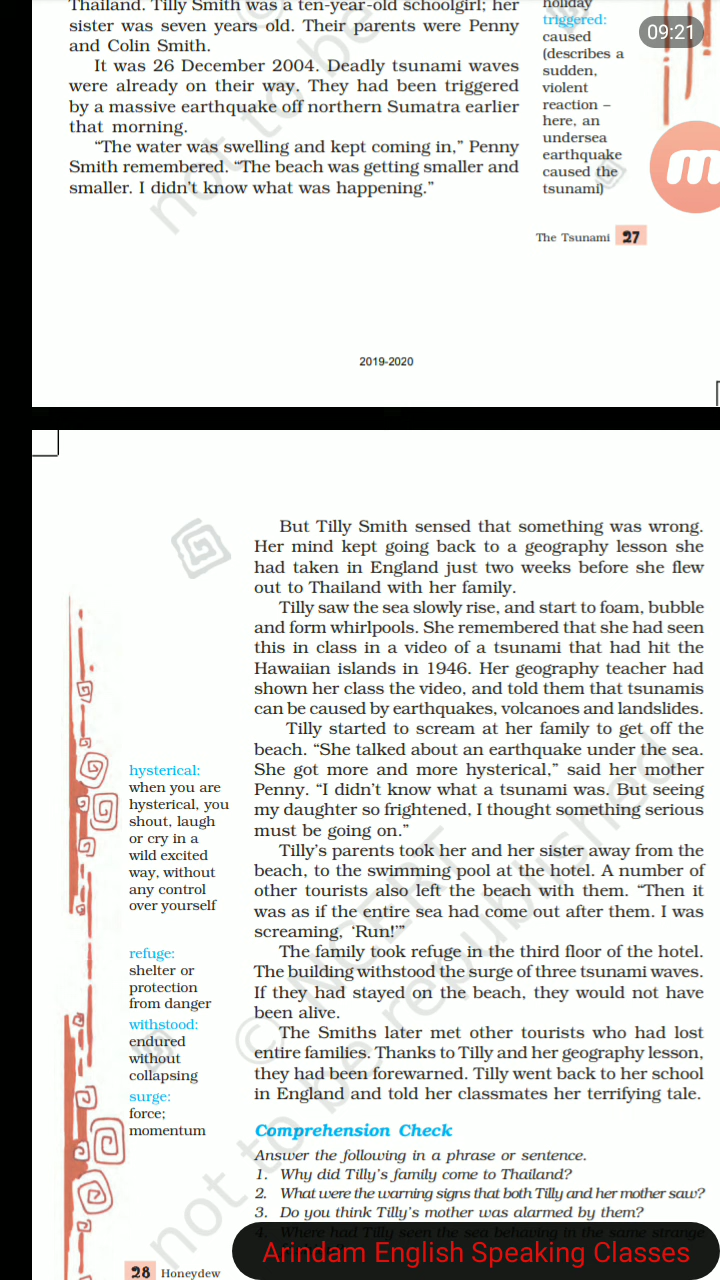 Thailand. Tilly Smith was a ten-year-old schoolgirl; her
sister was seven years old. Their parents were Penny
and Colin Smith.
It was 26 December 2004. Deadly tsunami waves
were already on their way. They had been triggered
by a massive earthquake off northern Sumatra earlier
that morning.
“The water was swelling and kept coming in,” Penny
Smith remembered. “The beach was getting smaller and
smaller. I didn’t know what was happening.”
holiday
triggered:
caused
(describes a
sudden,
violent
reaction –
here, an
undersea
earthquake
caused the
tsunami)
09:21
m
not to be
The Tsunami 27
2019-2020
But Tilly Smith sensed that something was wrong.
Her mind kept going back to a geography lesson she
had taken in England just two weeks before she flew
out to Thailand with her family.
Tilly saw the sea slowly rise, and start to foam, bubble
and form whirlpools. She remembered that she had seen
this in class in a video of a tsunami that had hit the
Hawaiian islands in 1946. Her geography teacher had
shown her class the video, and told them that tsunamis
can be caused by earthquakes, volcanoes and landslides.
Tilly started to scream at her family to get off the
beach. “She talked about an earthquake under the sea.
She got more and more hysterical,” said her mother
Penny. “I didn’t know what a tsunami was. But seeing
my daughter so frightened, I thought something serious
must be going on.”
Tilly’s parents took her and her sister away from the
beach, to the swimming pool at the hotel. A number of
other tourists also left the beach with them. “Then it
was as if the entire sea had come out after them. I was
screaming, ‘Run!’”
The family took refuge in the third floor of the hotel.
The building withstood the surge of three tsunami waves.
If they had stayed on the beach, they would not have
been alive.
The Smiths later met other tourists who had lost
entire families. Thanks to Tilly and her geography lesson,
they had been forewarned. Tilly went back to her school
in England and told her classmates her terrifying tale.
hysterical:
when you are
hysterical, you
shout, laugh
or cry in a
wild excited
way, without
any control
over yourself
refuge:
shelter or
protection
from danger
withstood:
endured
without
collapsing
surge:
force;
momentum
© NCERT
not to be republished
Comprehension Check
Answer the following in a phrase or sentence.
1. Why did Tilly’s family come to Thailand?
2. What were the warning signs that both Tilly and her mother saw?
3. Do you think Tilly’s mother was alarmed by them?
4. Where had Tilly seen the sea behaving in the same strange
Arindam English Speaking Classes
28 Honeydew